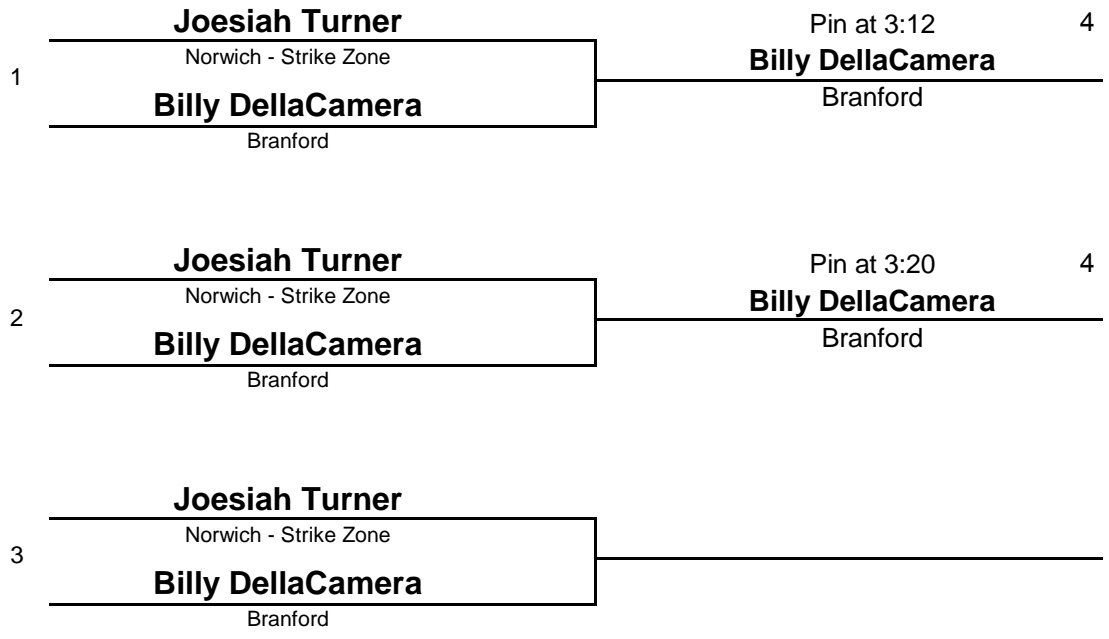 Joesiah Turner
Norwich - Strike Zone
1
Billy DellaCamera
Branford
Pin at 3:12 4
Billy DellaCamera
Branford
Joesiah Turner
Norwich - Strike Zone
2
Billy DellaCamera
Branford
Pin at 3:20 4
Billy DellaCamera
Branford
Joesiah Turner
Norwich - Strike Zone
3
Billy DellaCamera
Branford